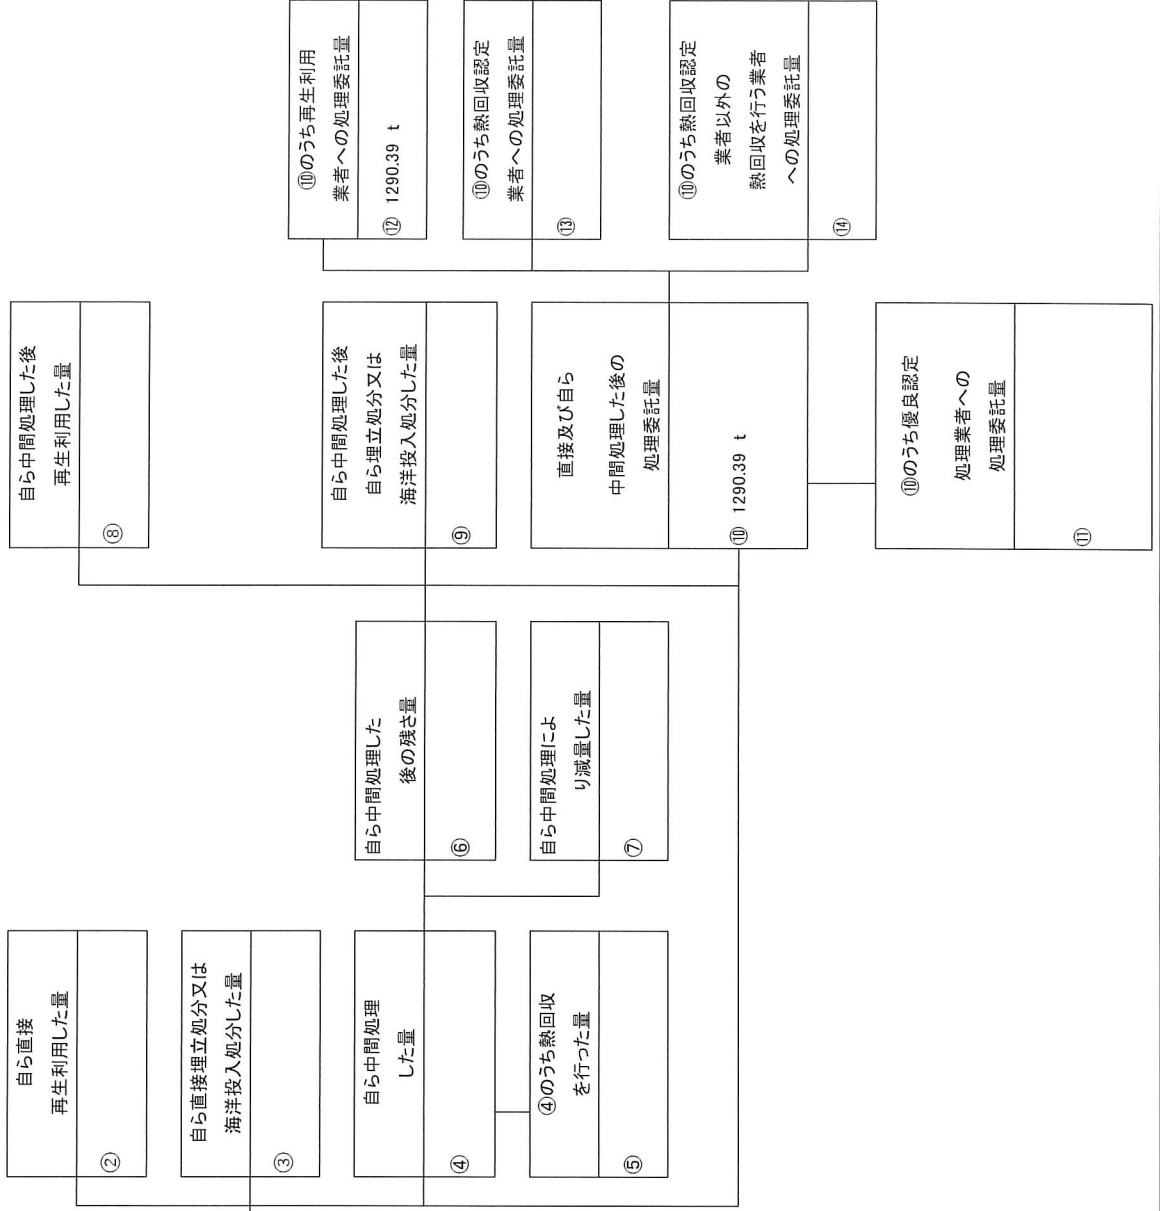 自ら直接
再生利用した量
②
自ら直接埋立処分又は
海洋投入処分した量
③
自ら中間処理
した量
④
④のうち熱回収
を行った量
⑤
自ら中間処理した
後の残さ量
⑥
自ら中間処理によ
り減量した量
⑦
自ら中間処理した後
再生利用した量
⑧
自ら中間処理した後
自ら埋立処分又は
海洋投入処分した量
⑨
直接及び自ら
中間処理した後の
処理委託量
⑩ 1290.39 t
⑩のうち優良認定
処理業者への
処理委託量
⑪
⑩のうち再生利用
業者への処理委託量
⑫ 1290.39 t
⑩のうち熱回収認定
業者への処理委託量
⑬
⑩のうち熱回収認定
業者以外の
熱回収を行う業者
への処理委託量
⑭